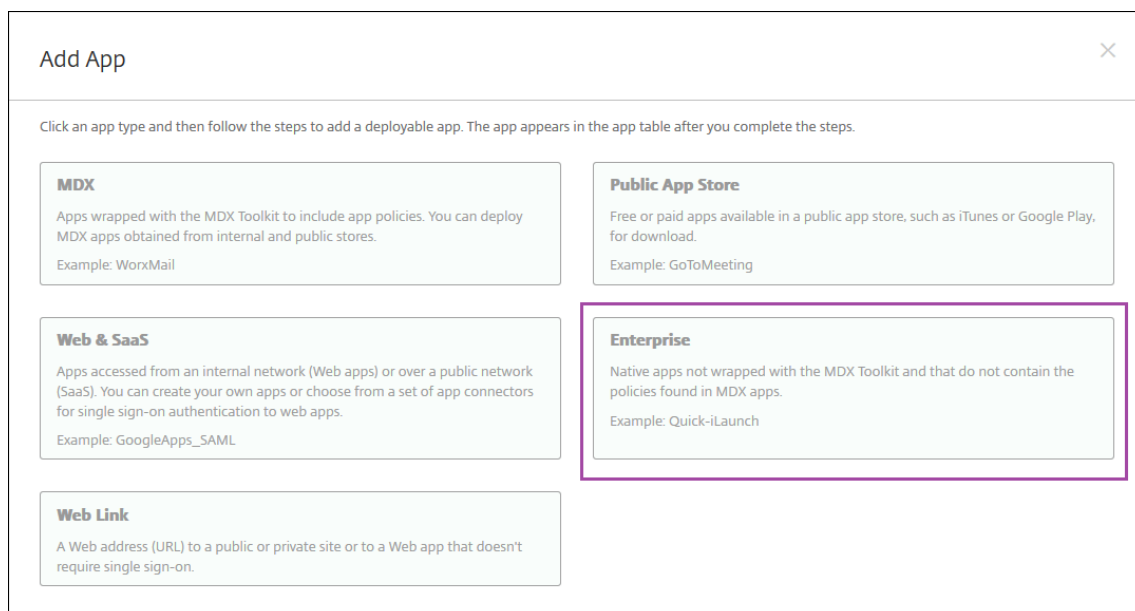 Add App
Click an app type and then follow the steps to add a deployable app. The app appears in the app table after you complete the steps.
MDX
Apps wrapped with the MDX Toolkit to include app policies. You can deploy
MDX apps obtained from internal and public stores.
Example: WorxMail
Public App Store
Free or paid apps available in a public app store, such as iTunes or Google Play,
for download.
Example: GoToMeeting
Web & SaaS
Apps accessed from an internal network (Web apps) or over a public network
(SaaS). You can create your own apps or choose from a set of app connectors
for single sign-on authentication to web apps.
Example: GoogleApps_SAML
Enterprise
Native apps not wrapped with the MDX Toolkit and that do not contain the
policies found in MDX apps.
Example: Quick-iLaunch
Web Link
A Web address (URL) to a public or private site or to a Web app that doesn't
require single sign-on.